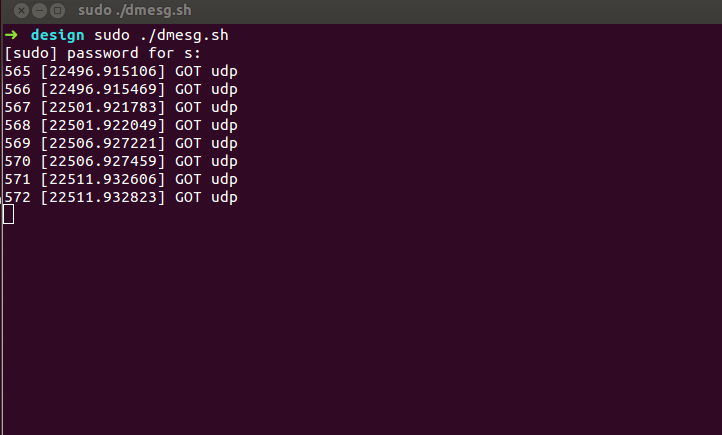 sudo ./dmesg.sh
➜ design sudo ./dmesg.sh
[sudo] password for s:
565 [22496.915106] GOT udp
566 [22496.915469] GOT udp
567 [22501.921783] GOT udp
568 [22501.922049] GOT udp
569 [22506.927221] GOT udp
570 [22506.927459] GOT udp
571 [22511.932606] GOT udp
572 [22511.932823] GOT udp